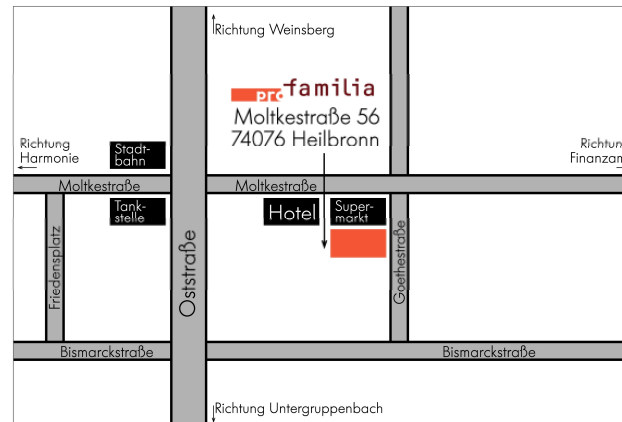 Richtung Weinsberg
pro familia
Moltkestraße 56
74076 Heilbronn
Richtung
Harmonie
Stadt-
bahn
Richtun
Finanzam
Moltkestraße
Moltkestraße
Tank-
stelle
Hotel
Super-
markt
Friedensplatz
Oststraße
Goethestraße
Bismarckstraße
Bismarckstraße
Richtung Untergruppenbach